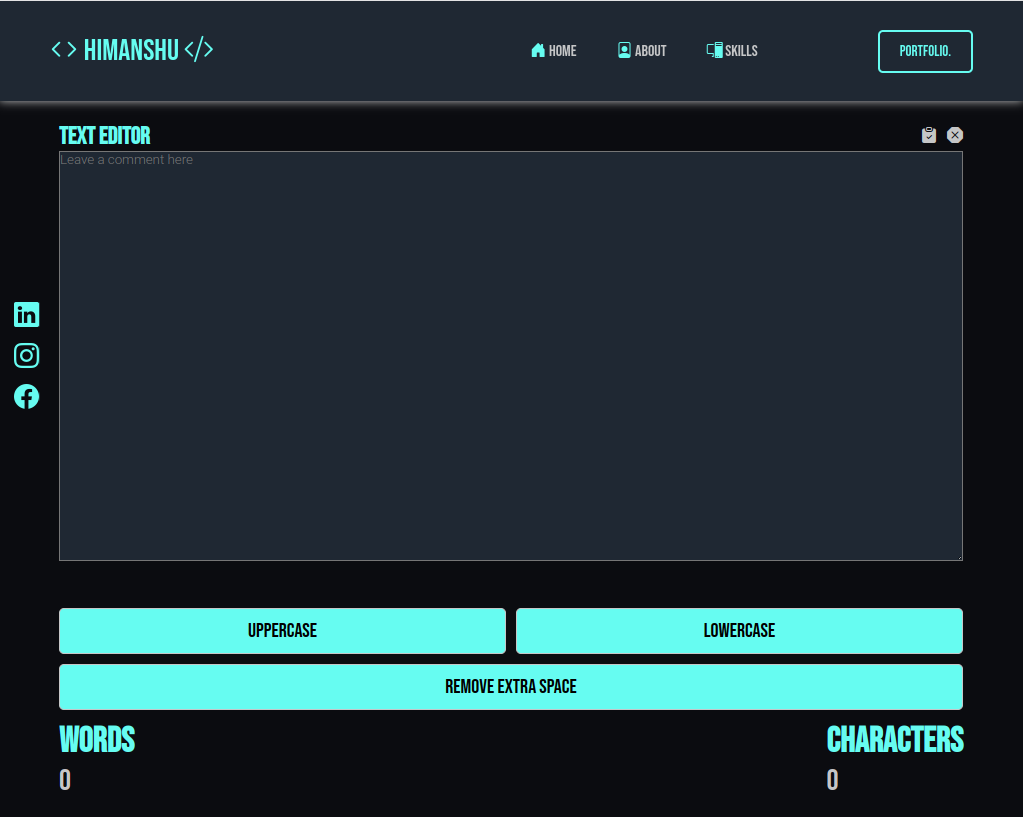 < > HIMANSHU </>
HOME
ABOUT
SKILLS
PORTFOLIO.
TEXT EDITOR
Leave a comment here
UPPERCASE
LOWERCASE
REMOVE EXTRA SPACE
WORDS
CHARACTERS
0
0